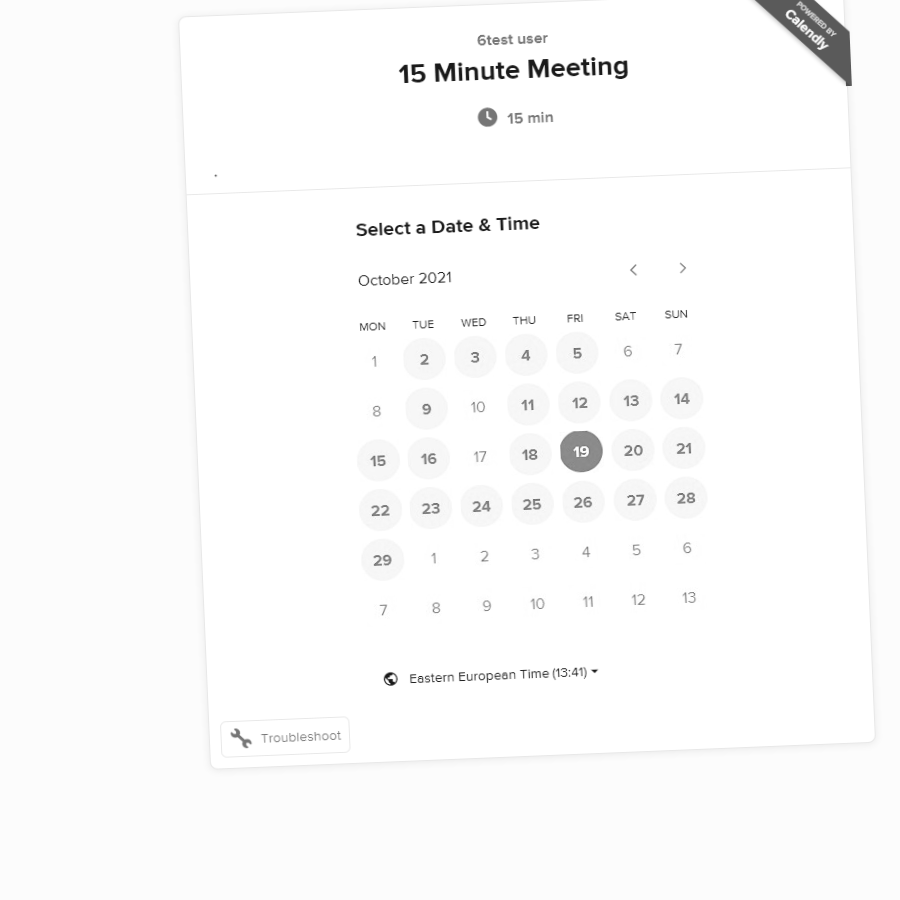 POWERED BY
Calendly
6test user
15 Minute Meeting
15 min
.
Select a Date & Time
October 2021
MON TUE WED THU FRI SAT SUN
1 2 3 4 5 6 7
8 9 10 11 12 13 14
15 16 17 18 19 20 21
22 23 24 25 26 27 28
29 1 2 3 4 5 6
7 8 9 10 11 12 13
Eastern European Time (13:41)
Troubleshoot